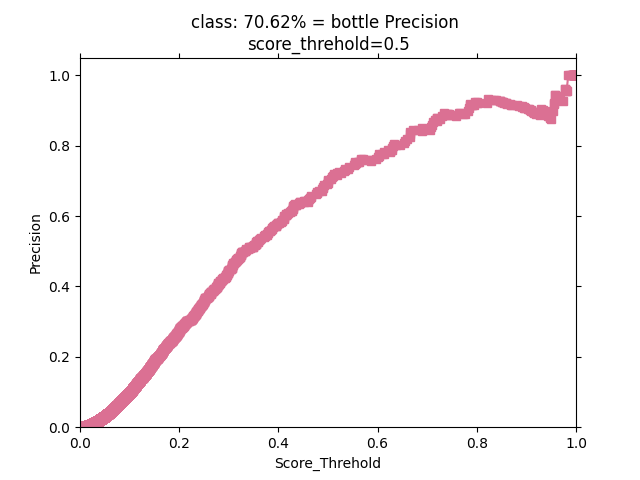 class: 70.62% = bottle Precision
score_threhold=0.5
1.0
0.8
0.6
0.4
0.2
0.0
Precision
0.0 0.2 0.4 0.6 0.8 1.0
Score_Threhold